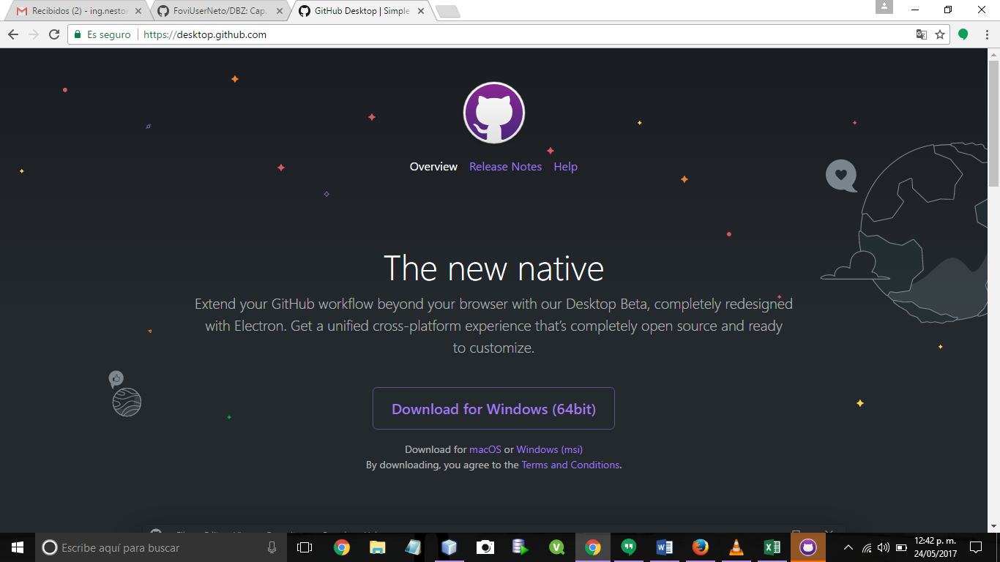 Recibidos (2) - ing.nestor
FoviUserNeto/DBZ: Cap.
GitHub Desktop | Simple
Es seguro
https://desktop.github.com
Overview Release Notes Help
The new native
Extend your GitHub workflow beyond your browser with our Desktop Beta, completely redesigned
with Electron. Get a unified cross-platform experience that’s completely open source and ready
to customize.
Download for Windows (64bit)
Download for macOS or Windows (msi)
By downloading, you agree to the Terms and Conditions.
Escribe aquí para buscar
12:42 p. m.
24/05/2017